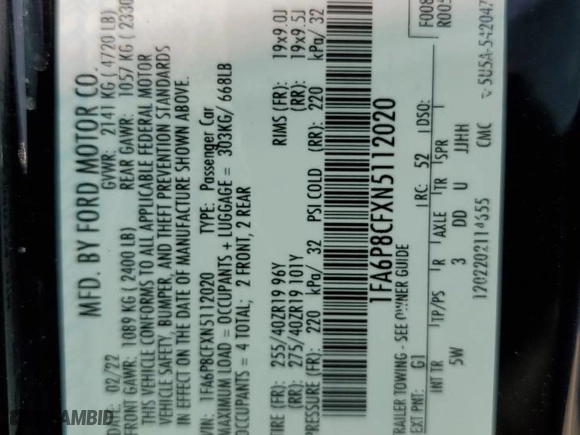 MFD. BY FORD MOTOR CO.
DATE: 02/22 GVWR: 2141 KG ( 4720 LB)
FRONT GAWR: 1089 KG ( 2400 LB) REAR GAWR: 1057 KG ( 2330
THIS VEHICLE CONFORMS TO ALL APPLICABLE FEDERAL MOTOR
VEHICLE SAFETY, BUMPER, AND THEFT PREVENTION STANDARDS
IN EFFECT ON THE DATE OF MANUFACTURE SHOWN ABOVE.
VIN: 1FA6P8CFXN5112020 TYPE: Passenger Car
MAXIMUM LOAD = OCCUPANTS + LUGGAGE = 303KG/ 668LB
OCCUPANTS = 4 TOTAL; 2 FRONT, 2 REAR
TIRE (FR): 255/40ZR19 96Y RIMS (FR): 19x9.0J
(RR): 275/40ZR19 101Y (RR): 19x9.5J
PRESSURE (FR): 220 kPa/ 32 PSI COLD (RR): 220 kPa/ 32
1FA6P8CFXN5112020
TRAILER TOWING - SEE OWNER GUIDE
F008
R005
EXT PNT: G1 RC: 52 DSO:
INT TR TP/PS R AXLE TR SPR
5W 3 DD U JJHH
CMC